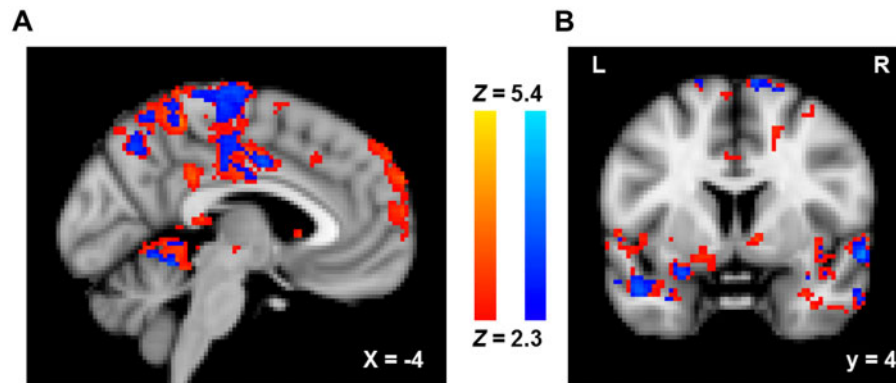 A
B
L
R
Z = 5.4
Z = 2.3
X = -4
y = 4